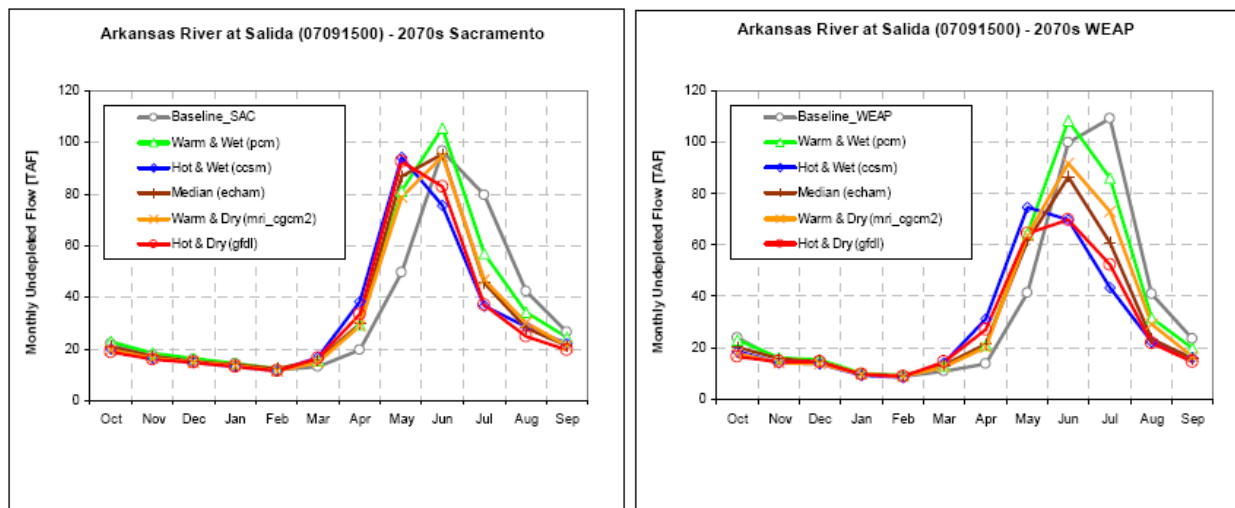 Arkansas River at Salida (07091500) - 2070s Sacramento
Monthly Undepleted Flow [TAF]
120
100
80
60
40
20
0
Baseline_SAC
Warm & Wet (pcm)
Hot & Wet (ccsm)
Median (echam)
Warm & Dry (mri_cgcm2)
Hot & Dry (gfdl)
Oct Nov Dec Jan Feb Mar Apr May Jun Jul Aug Sep
Arkansas River at Salida (07091500) - 2070s WEAP
Monthly Undepleted Flow [TAF]
120
100
80
60
40
20
0
Baseline_WEAP
Warm & Wet (pcm)
Hot & Wet (ccsm)
Median (echam)
Warm & Dry (mri_cgcm2)
Hot & Dry (gfdl)
Oct Nov Dec Jan Feb Mar Apr May Jun Jul Aug Sep